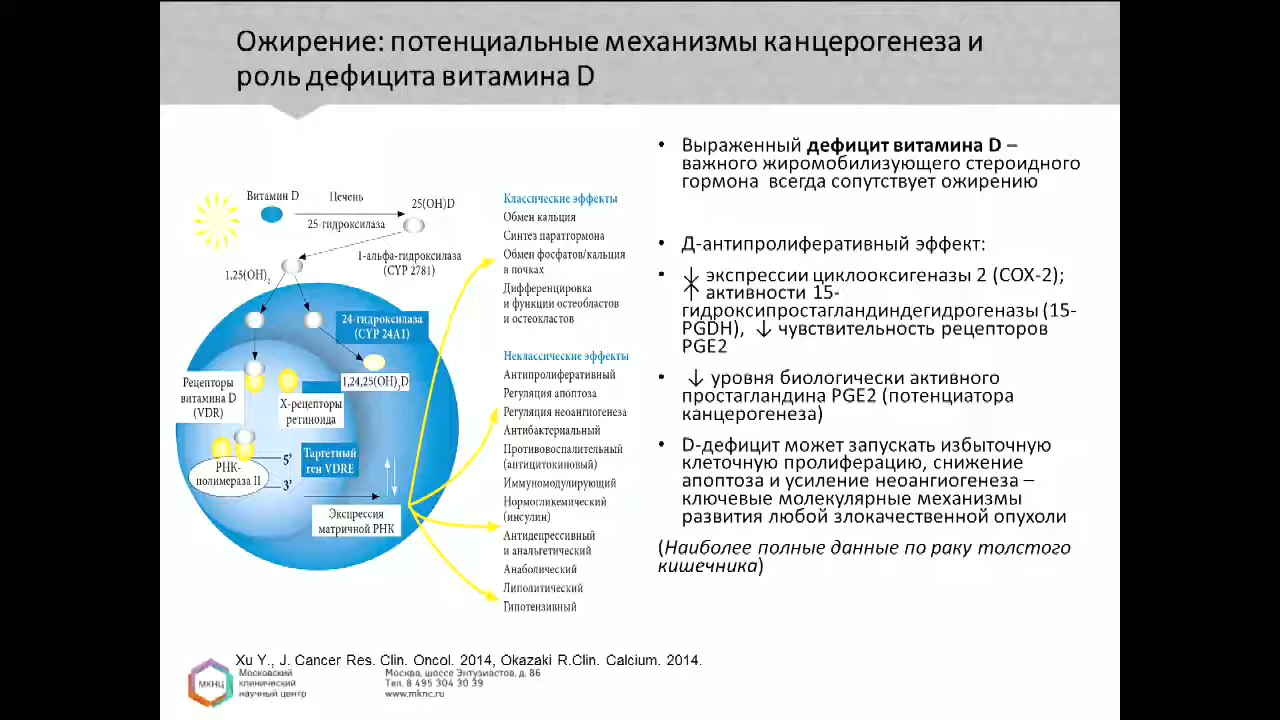 Ожирение: потенциальные механизмы канцерогенеза и
роль дефицита витамина D
Витамин D
Печень
25(OH)D
25-гидроксилаза
1-альфа-гидроксилаза
(CYP 2781)
1,25(OH)2
24-гидроксилаза
(CYP 24A1)
1,24,25(OH)3D
Рецепторы
витамина D
(VDR)
X-рецепторы
ретиноида
РНК-
полимераза II
5'
3'
Таргетный
ген VDRE
Экспрессия
матричной РНК
Классические эффекты
Обмен кальция
Синтез паратгормона
Обмен фосфатов/кальция
в почках
Дифференцировка
и функции остеобластов
и остеокластов
Неклассические эффекты
Антипролиферативный
Регуляция апоптоза
Регуляция неоангиогенеза
Антибактериальный
Противовоспалительный
(антицитокиновый)
Иммуномодулирующий
Нормогликемический
(инсулин)
Антидепрессивный
и анальгетический
Анаболический
Липолитический
Гипотензивный
• Выраженный дефицит витамина D –
важного жиромобилизующего стероидного
гормона всегда сопутствует ожирению
• Д-антипролиферативный эффект:
• ↓ экспрессии циклооксигеназы 2 (COX-2);
↑ активности 15-
гидроксипростагландиндегидрогеназы (15-
PGDH), ↓ чувствительность рецепторов
PGE2
• ↓ уровня биологически активного
простагландина PGE2 (потенциатора
канцерогенеза)
• D-дефицит может запускать избыточную
клеточную пролиферацию, снижение
апоптоза и усиление неоангиогенеза –
ключевые молекулярные механизмы
развития любой злокачественной опухоли
(Наиболее полные данные по раку толстого
кишечника)
Xu Y., J. Cancer Res. Clin. Oncol. 2014, Okazaki R.Clin. Calcium. 2014.
МКНЦ
Московский
клинический
научный центр
Москва, шоссе Энтузиастов, д. 86
Тел. 8 495 304 30 39
www.mknc.ru